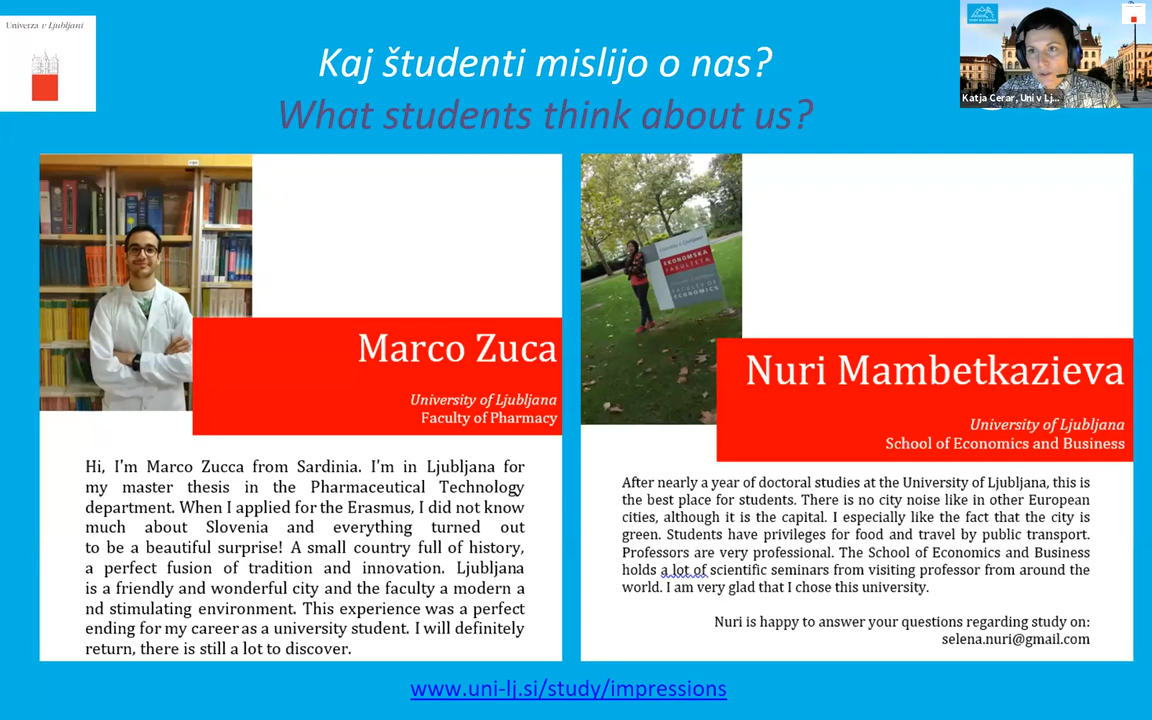 Univerza v Ljubljani
Kaj študenti mislijo o nas?
What students think about us?
Katja Cerar, Uni v Lj...
Marco Zuca
University of Ljubljana
Faculty of Pharmacy
Hi, I'm Marco Zucca from Sardinia. I'm in Ljubljana for
my master thesis in the Pharmaceutical Technology
department. When I applied for the Erasmus, I did not know
much about Slovenia and everything turned out
to be a beautiful surprise! A small country full of history,
a perfect fusion of tradition and innovation. Ljubljana
is a friendly and wonderful city and the faculty a modern a
nd stimulating environment. This experience was a perfect
ending for my career as a university student. I will definitely
return, there is still a lot to discover.
EKONOMSKA
FAKULTETA
FACULTY OF
ECONOMICS
Nuri Mambetkazieva
University of Ljubljana
School of Economics and Business
After nearly a year of doctoral studies at the University of Ljubljana, this is
the best place for students. There is no city noise like in other European
cities, although it is the capital. I especially like the fact that the city is
green. Students have privileges for food and travel by public transport.
Professors are very professional. The School of Economics and Business
holds a lot of scientific seminars from visiting professor from around the
world. I am very glad that I chose this university.
Nuri is happy to answer your questions regarding study on:
selena.nuri@gmail.com
www.uni-lj.si/study/impressions